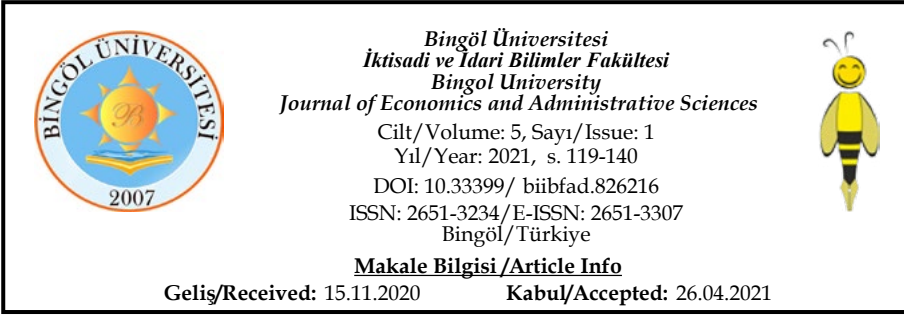 BİNGÖL ÜNİVERSİTESİ
B
2007
Bingöl Üniversitesi
İktisadi ve İdari Bilimler Fakültesi
Bingol University
Journal of Economics and Administrative Sciences
Cilt/Volume: 5, Sayı/Issue: 1
Yıl/Year: 2021, s. 119-140
DOI: 10.33399/ biibfad.826216
ISSN: 2651-3234/E-ISSN: 2651-3307
Bingöl/Türkiye
Makale Bilgisi /Article Info
Geliş/Received: 15.11.2020 Kabul/Accepted: 26.04.2021